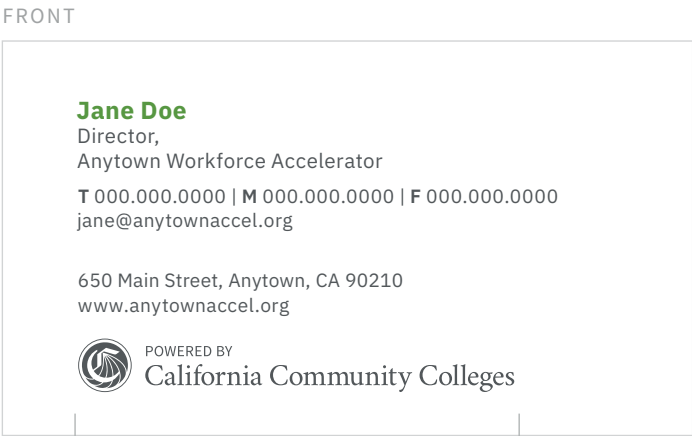 FRONT
Jane Doe
Director,
Anytown Workforce Accelerator
T 000.000.0000 | M 000.000.0000 | F 000.000.0000
jane@anytownaccel.org
650 Main Street, Anytown, CA 90210
www.anytownaccel.org
POWERED BY
California Community Colleges